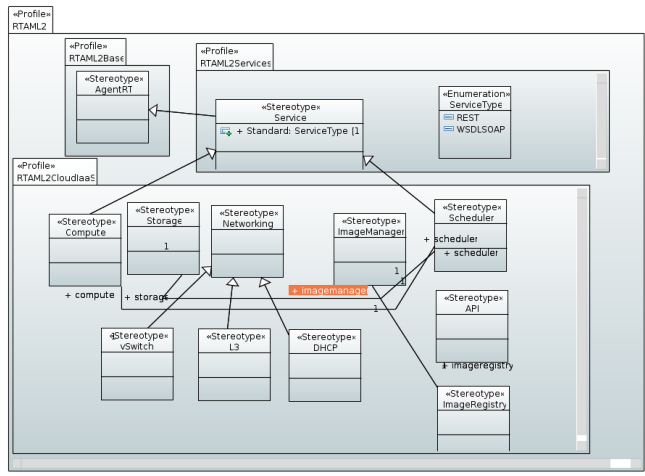 «Profile»
RTAML2
«Profile»
RTAML2Base
«Profile»
RTAML2Services
«Stereotype»
AgentRT
«Stereotype»
Service
+ Standard: ServiceType [1
«Enumeration»
ServiceType
REST
WSDLSOAP
«Profile»
RTAML2CloudIaaS
«Stereotype»
Compute
«Stereotype»
Storage
1
«Stereotype»
Networking
«Stereotype»
ImageManager
1
1
«Stereotype»
Scheduler
+ scheduler
+ scheduler
+ compute
+ storage
+ imagemanager
1
«Stereotype»
API
+ imageregistry
«Stereotype»
vSwitch
«Stereotype»
L3
«Stereotype»
DHCP
«Stereotype»
ImageRegistry